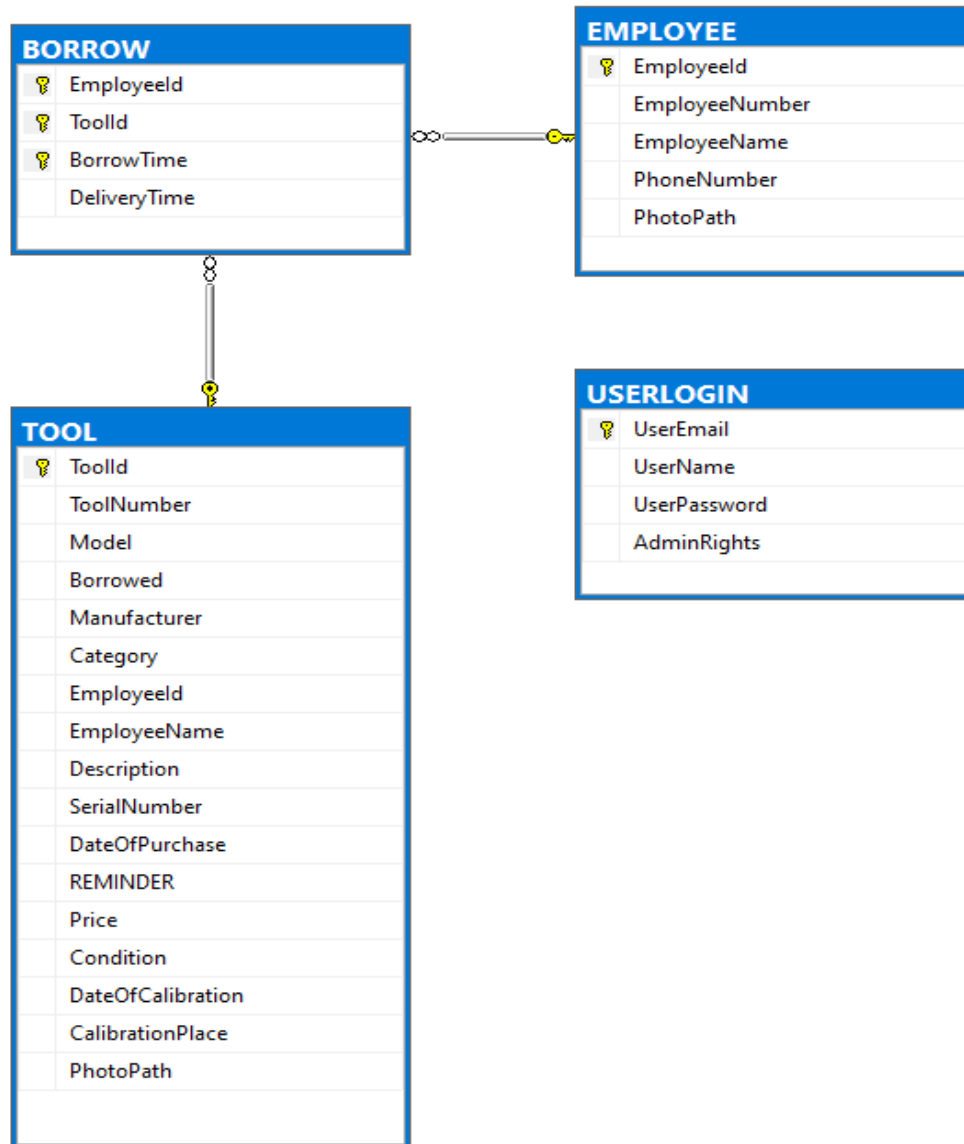 BORROW
EmployeeId
ToolId
BorrowTime
DeliveryTime
EMPLOYEE
EmployeeId
EmployeeNumber
EmployeeName
PhoneNumber
PhotoPath
TOOL
ToolId
ToolNumber
Model
Borrowed
Manufacturer
Category
EmployeeId
EmployeeName
Description
SerialNumber
DateOfPurchase
REMINDER
Price
Condition
DateOfCalibration
CalibrationPlace
PhotoPath
USERLOGIN
UserEmail
UserName
UserPassword
AdminRights